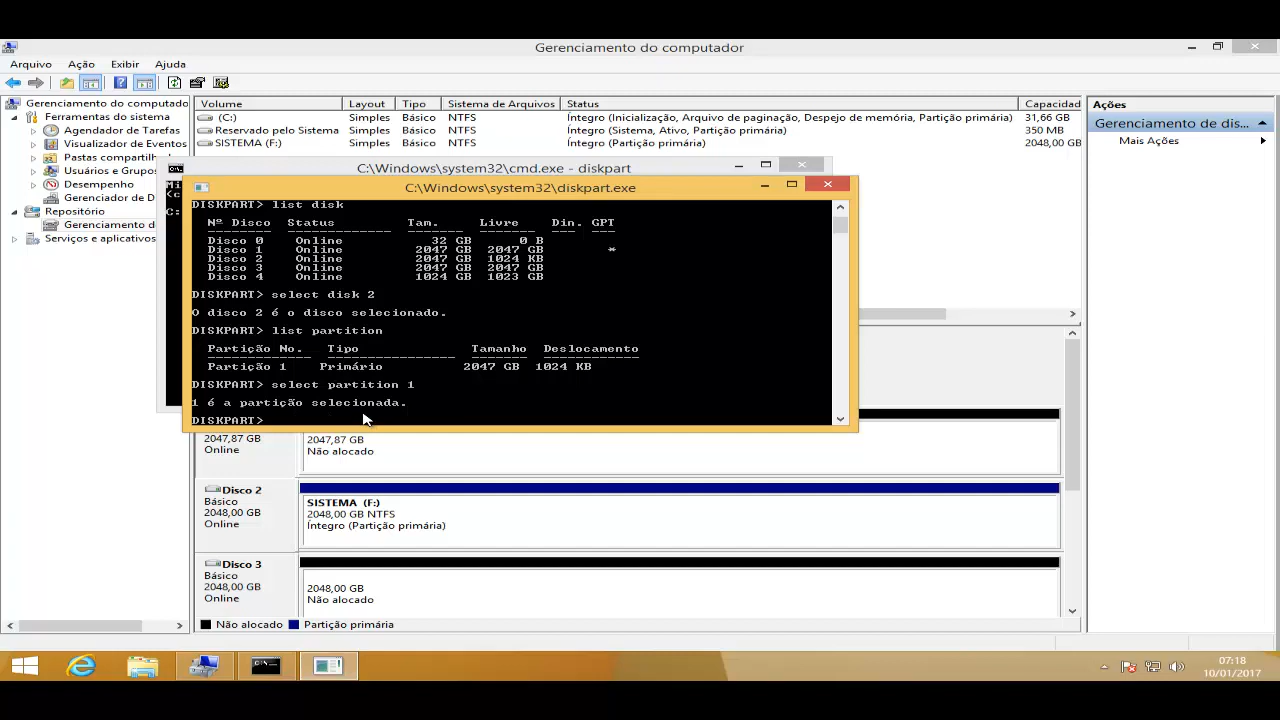 Gerenciamento do computador
Arquivo Ação Exibir Ajuda
Gerenciamento do computado
Ferramentas do sistema
Agendador de Tarefas
Visualizador de Eventos
Pastas compartilh
Usuários e Grupos
Desempenho
Gerenciador de D
Repositório
Gerenciamento d
Serviços e aplicativos
Volume Layout Tipo Sistema de Arquivos Status Capacidad
(C:) Simples Básico NTFS Íntegro (Inicialização, Arquivo de paginação, Despejo de memória, Partição primária) 31,66 GB
Reservado pelo Sistema Simples Básico NTFS Íntegro (Sistema, Ativo, Partição primária) 350 MB
SISTEMA (F:) Simples Básico NTFS Íntegro (Partição primária) 2048,00 GB
Ações
Gerenciamento de dis...
Mais Ações
C:\Windows\system32\cmd.exe - diskpart
Mi
<c
C:
C:\Windows\system32\diskpart.exe
DISKPART> list disk
Nº Disco Status Tam. Livre Din. GPT
Disco 0 Online 32 GB 0 B
Disco 1 Online 2047 GB 2047 GB *
Disco 2 Online 2047 GB 1024 KB
Disco 3 Online 2047 GB 2047 GB
Disco 4 Online 1024 GB 1023 GB
DISKPART> select disk 2
O disco 2 é o disco selecionado.
DISKPART> list partition
Partição No. Tipo Tamanho Deslocamento
Partição 1 Primário 2047 GB 1024 KB
DISKPART> select partition 1
1 é a partição selecionada.
DISKPART>
2047,87 GB
Online
2047,87 GB
Não alocado
Disco 2
Básico
2048,00 GB
Online
SISTEMA (F:)
2048,00 GB NTFS
Íntegro (Partição primária)
Disco 3
Básico
2048,00 GB
Online
2048,00 GB
Não alocado
Não alocado Partição primária
07:18
10/01/2017